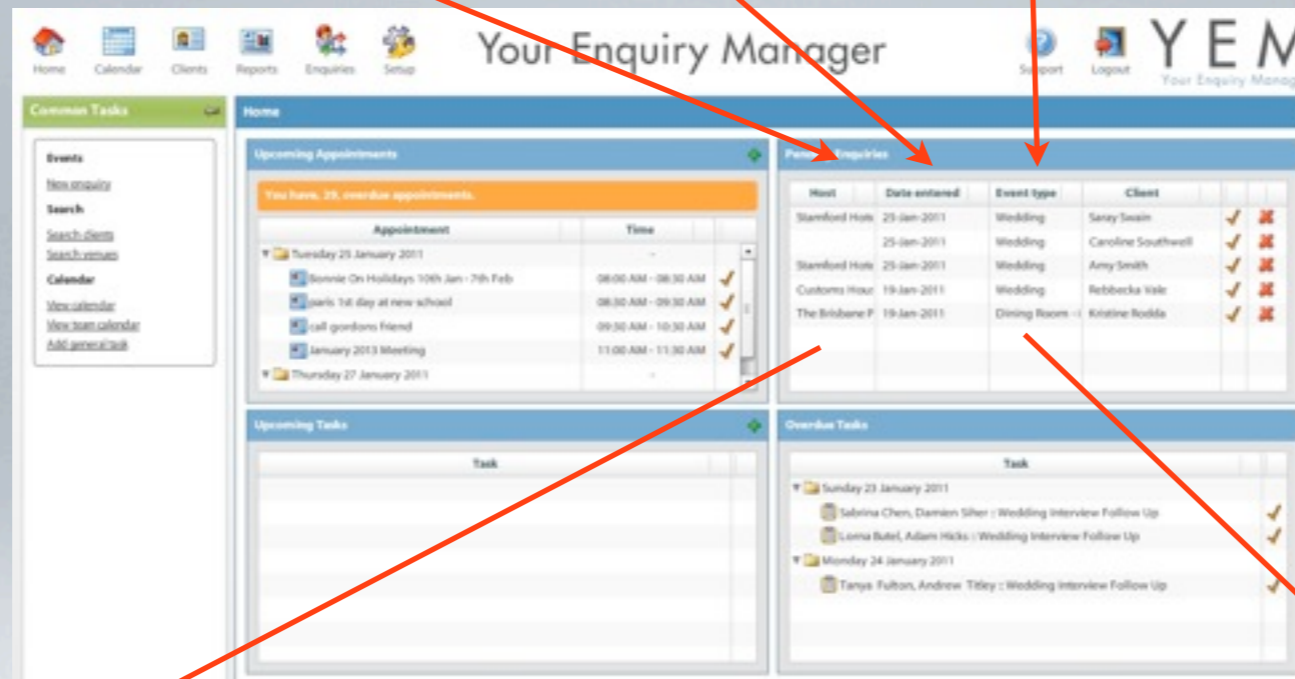 Your Enquiry Manager
YEM
Your Enquiry Manag
Home Calendar Clients Reports Enquiries Setup Support Logout
Common Tasks
Events
New enquiry
Search
Search clients
Search venues
Calendar
View calendar
View team calendar
Add general task
Home
Upcoming Appointments
You have, 29, overdue appointments.
Appointment Time
Tuesday 25 January 2011 -
Bonnie On Holidays 10th Jan - 7th Feb 08:00 AM - 08:30 AM
paris 1st day at new school 08:30 AM - 09:30 AM
call gordons friend 09:30 AM - 10:30 AM
January 2013 Meeting 11:00 AM - 11:30 AM
Thursday 27 January 2011 -
Enquiries
Host Date entered Event type Client
Stamford Hote 25-Jan-2011 Wedding Saray Swain
25-Jan-2011 Wedding Caroline Southwell
Stamford Hote 25-Jan-2011 Wedding Amy Smith
Customs Hous 19-Jan-2011 Wedding Rebbecka Vale
The Brisbane P 19-Jan-2011 Dining Room - Kristine Rodda
Upcoming Tasks
Task
Overdue Tasks
Task
Sunday 23 January 2011
Sabrina Chen, Damien Siher : Wedding Interview Follow Up
Lorna Butel, Adam Hicks : Wedding Interview Follow Up
Monday 24 January 2011
Tanya Fulton, Andrew Titley : Wedding Interview Follow Up